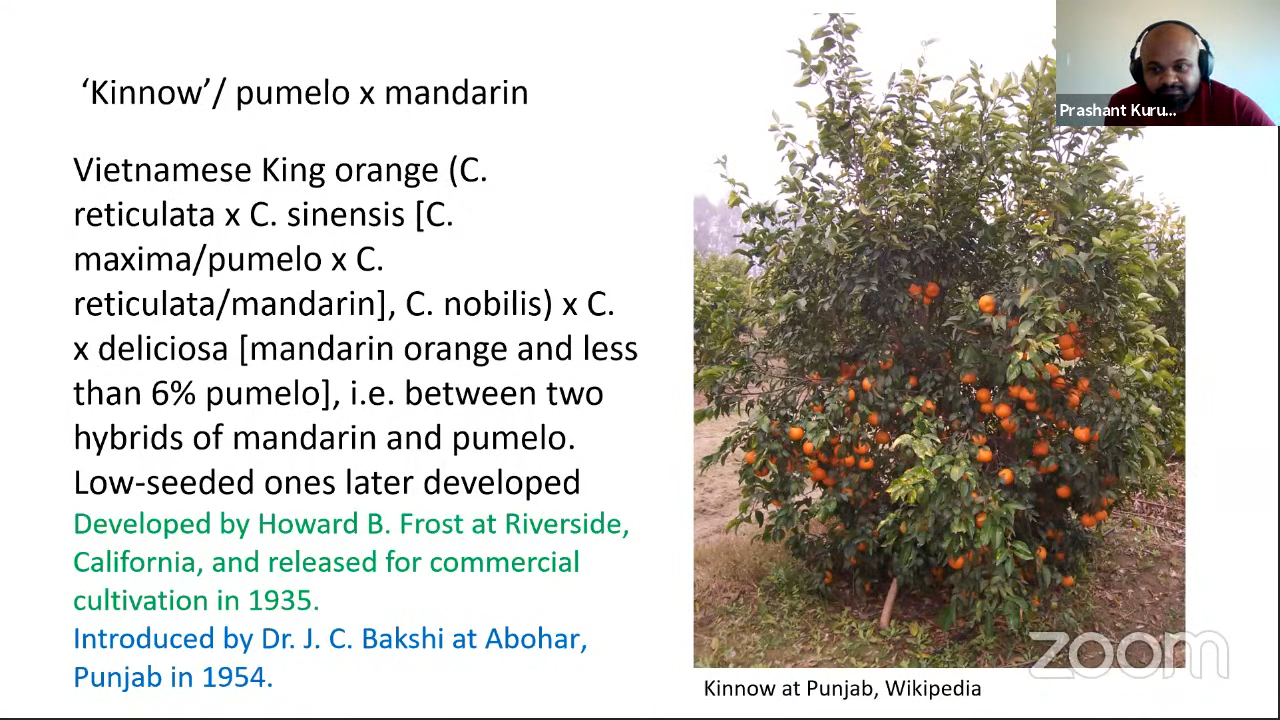 ‘Kinnow’/ pumelo x mandarin
Vietnamese King orange (C.
reticulata x C. sinensis [C.
maxima/pumelo x C.
reticulata/mandarin], C. nobilis) x C.
x deliciosa [mandarin orange and less
than 6% pumelo], i.e. between two
hybrids of mandarin and pumelo.
Low-seeded ones later developed
Developed by Howard B. Frost at Riverside,
California, and released for commercial
cultivation in 1935.
Introduced by Dr. J. C. Bakshi at Abohar,
Punjab in 1954.
Prashant Kuru...
zoom
Kinnow at Punjab, Wikipedia